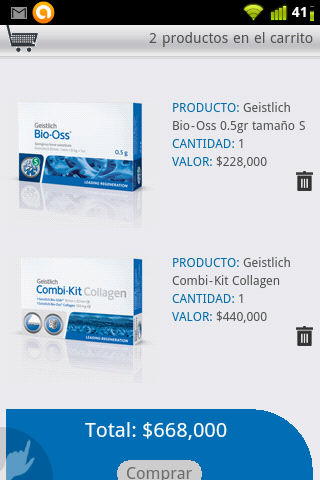 41
2 productos en el carrito
Geistlich
Bio-Oss®
0.5 g
S
LEADING REGENERATION
PRODUCTO: Geistlich
Bio-Oss 0.5gr tamaño S
CANTIDAD: 1
VALOR: $228,000
Geistlich
Combi-Kit Collagen
LEADING REGENERATION
PRODUCTO: Geistlich
Combi-Kit Collagen
CANTIDAD: 1
VALOR: $440,000
Total: $668,000
Comprar